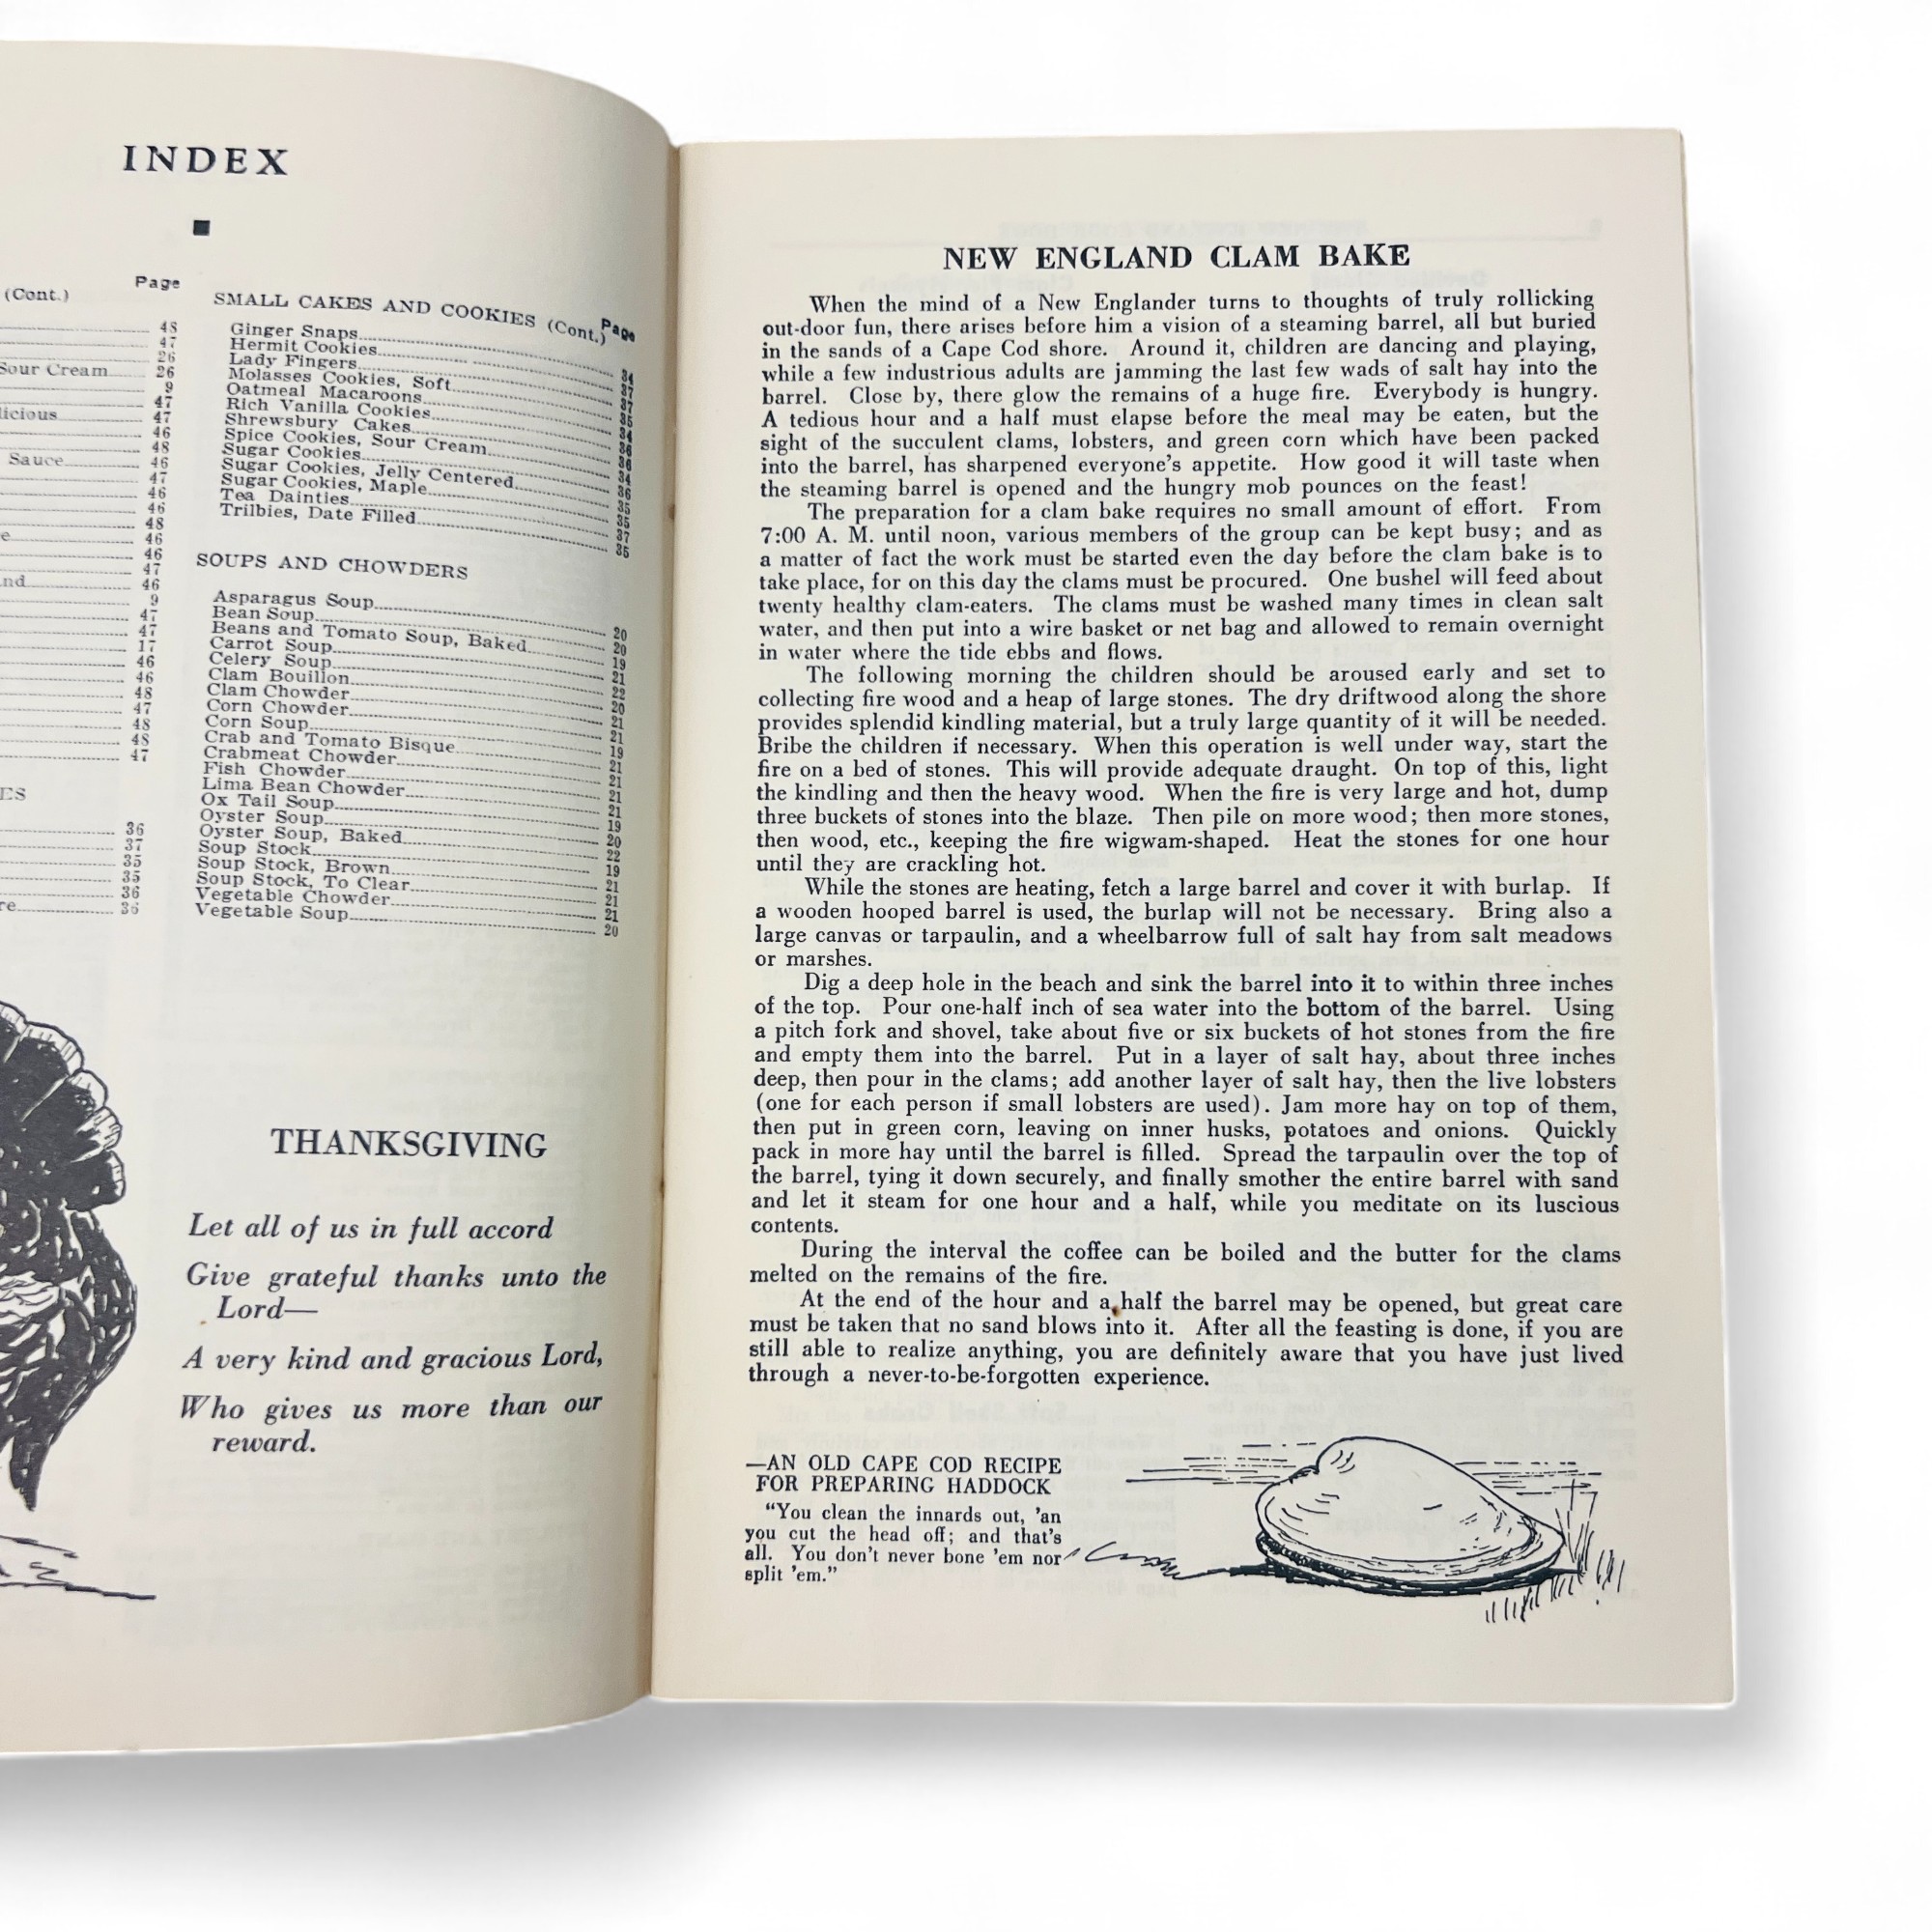 INDEX
Page
(Cont.)
48
47
26
Sour Cream 26
9
47
licious 47
46
48
Sauce 46
47
46
46
48
e 46
46
47
nd 46
9
47
47
17
46
46
48
47
48
48
47
ES
36
37
35
35
36
re 36
SMALL CAKES AND COOKIES (Cont.) Page
Ginger Snaps 34
Hermit Cookies 37
Lady Fingers 37
Molasses Cookies, Soft 35
Oatmeal Macaroons 34
Rich Vanilla Cookies 36
Shrewsbury Cakes 36
Spice Cookies, Sour Cream 34
Sugar Cookies 36
Sugar Cookies, Jelly Centered 35
Sugar Cookies, Maple 35
Tea Dainties 37
Trilbies, Date Filled 35
SOUPS AND CHOWDERS
Asparagus Soup 20
Bean Soup 20
Beans and Tomato Soup, Baked 19
Carrot Soup 21
Celery Soup 22
Clam Bouillon 20
Clam Chowder 21
Corn Chowder 21
Corn Soup 19
Crab and Tomato Bisque 21
Crabmeat Chowder 21
Fish Chowder 21
Lima Bean Chowder 21
Ox Tail Soup 19
Oyster Soup 20
Oyster Soup, Baked 22
Soup Stock 19
Soup Stock, Brown 21
Soup Stock, To Clear 21
Vegetable Chowder 21
Vegetable Soup 20
THANKSGIVING
Let all of us in full accord
Give grateful thanks unto the
Lord—
A very kind and gracious Lord,
Who gives us more than our
reward.
NEW ENGLAND CLAM BAKE
When the mind of a New Englander turns to thoughts of truly rollicking
out-door fun, there arises before him a vision of a steaming barrel, all but buried
in the sands of a Cape Cod shore. Around it, children are dancing and playing,
while a few industrious adults are jamming the last few wads of salt hay into the
barrel. Close by, there glow the remains of a huge fire. Everybody is hungry.
A tedious hour and a half must elapse before the meal may be eaten, but the
sight of the succulent clams, lobsters, and green corn which have been packed
into the barrel, has sharpened everyone's appetite. How good it will taste when
the steaming barrel is opened and the hungry mob pounces on the feast!
The preparation for a clam bake requires no small amount of effort. From
7:00 A. M. until noon, various members of the group can be kept busy; and as
a matter of fact the work must be started even the day before the clam bake is to
take place, for on this day the clams must be procured. One bushel will feed about
twenty healthy clam-eaters. The clams must be washed many times in clean salt
water, and then put into a wire basket or net bag and allowed to remain overnight
in water where the tide ebbs and flows.
The following morning the children should be aroused early and set to
collecting fire wood and a heap of large stones. The dry driftwood along the shore
provides splendid kindling material, but a truly large quantity of it will be needed.
Bribe the children if necessary. When this operation is well under way, start the
fire on a bed of stones. This will provide adequate draught. On top of this, light
the kindling and then the heavy wood. When the fire is very large and hot, dump
three buckets of stones into the blaze. Then pile on more wood; then more stones,
then wood, etc., keeping the fire wigwam-shaped. Heat the stones for one hour
until they are crackling hot.
While the stones are heating, fetch a large barrel and cover it with burlap. If
a wooden hooped barrel is used, the burlap will not be necessary. Bring also a
large canvas or tarpaulin, and a wheelbarrow full of salt hay from salt meadows
or marshes.
Dig a deep hole in the beach and sink the barrel into it to within three inches
of the top. Pour one-half inch of sea water into the bottom of the barrel. Using
a pitch fork and shovel, take about five or six buckets of hot stones from the fire
and empty them into the barrel. Put in a layer of salt hay, about three inches
deep, then pour in the clams; add another layer of salt hay, then the live lobsters
(one for each person if small lobsters are used). Jam more hay on top of them,
then put in green corn, leaving on inner husks, potatoes and onions. Quickly
pack in more hay until the barrel is filled. Spread the tarpaulin over the top of
the barrel, tying it down securely, and finally smother the entire barrel with sand
and let it steam for one hour and a half, while you meditate on its luscious
contents.
During the interval the coffee can be boiled and the butter for the clams
melted on the remains of the fire.
At the end of the hour and a half the barrel may be opened, but great care
must be taken that no sand blows into it. After all the feasting is done, if you are
still able to realize anything, you are definitely aware that you have just lived
through a never-to-be-forgotten experience.
—AN OLD CAPE COD RECIPE
FOR PREPARING HADDOCK
"You clean the innards out, 'an
you cut the head off; and that's
all. You don't never bone 'em nor
split 'em."